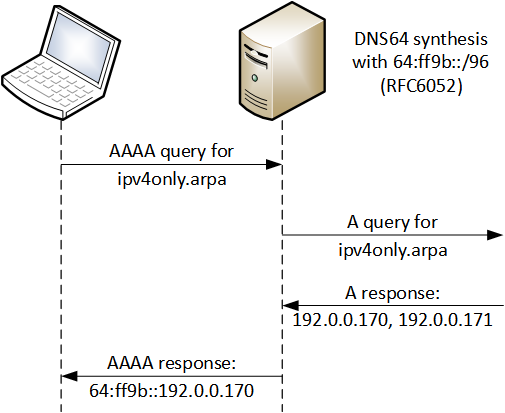 DNS64 synthesis
with 64:ff9b::/96
(RFC6052)
AAAA query for
ipv4only.arpa
A query for
ipv4only.arpa
A response:
192.0.0.170, 192.0.0.171
AAAA response:
64:ff9b::192.0.0.170